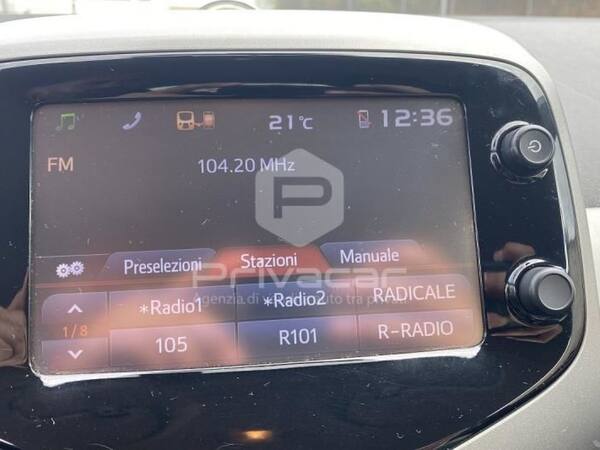 21°C 12:36
FM 104.20 MHz
Preselezioni Stazioni Manuale
Privacar
*Radio1 *Radio2 RADICALE
1/8
105 R101 R-RADIO